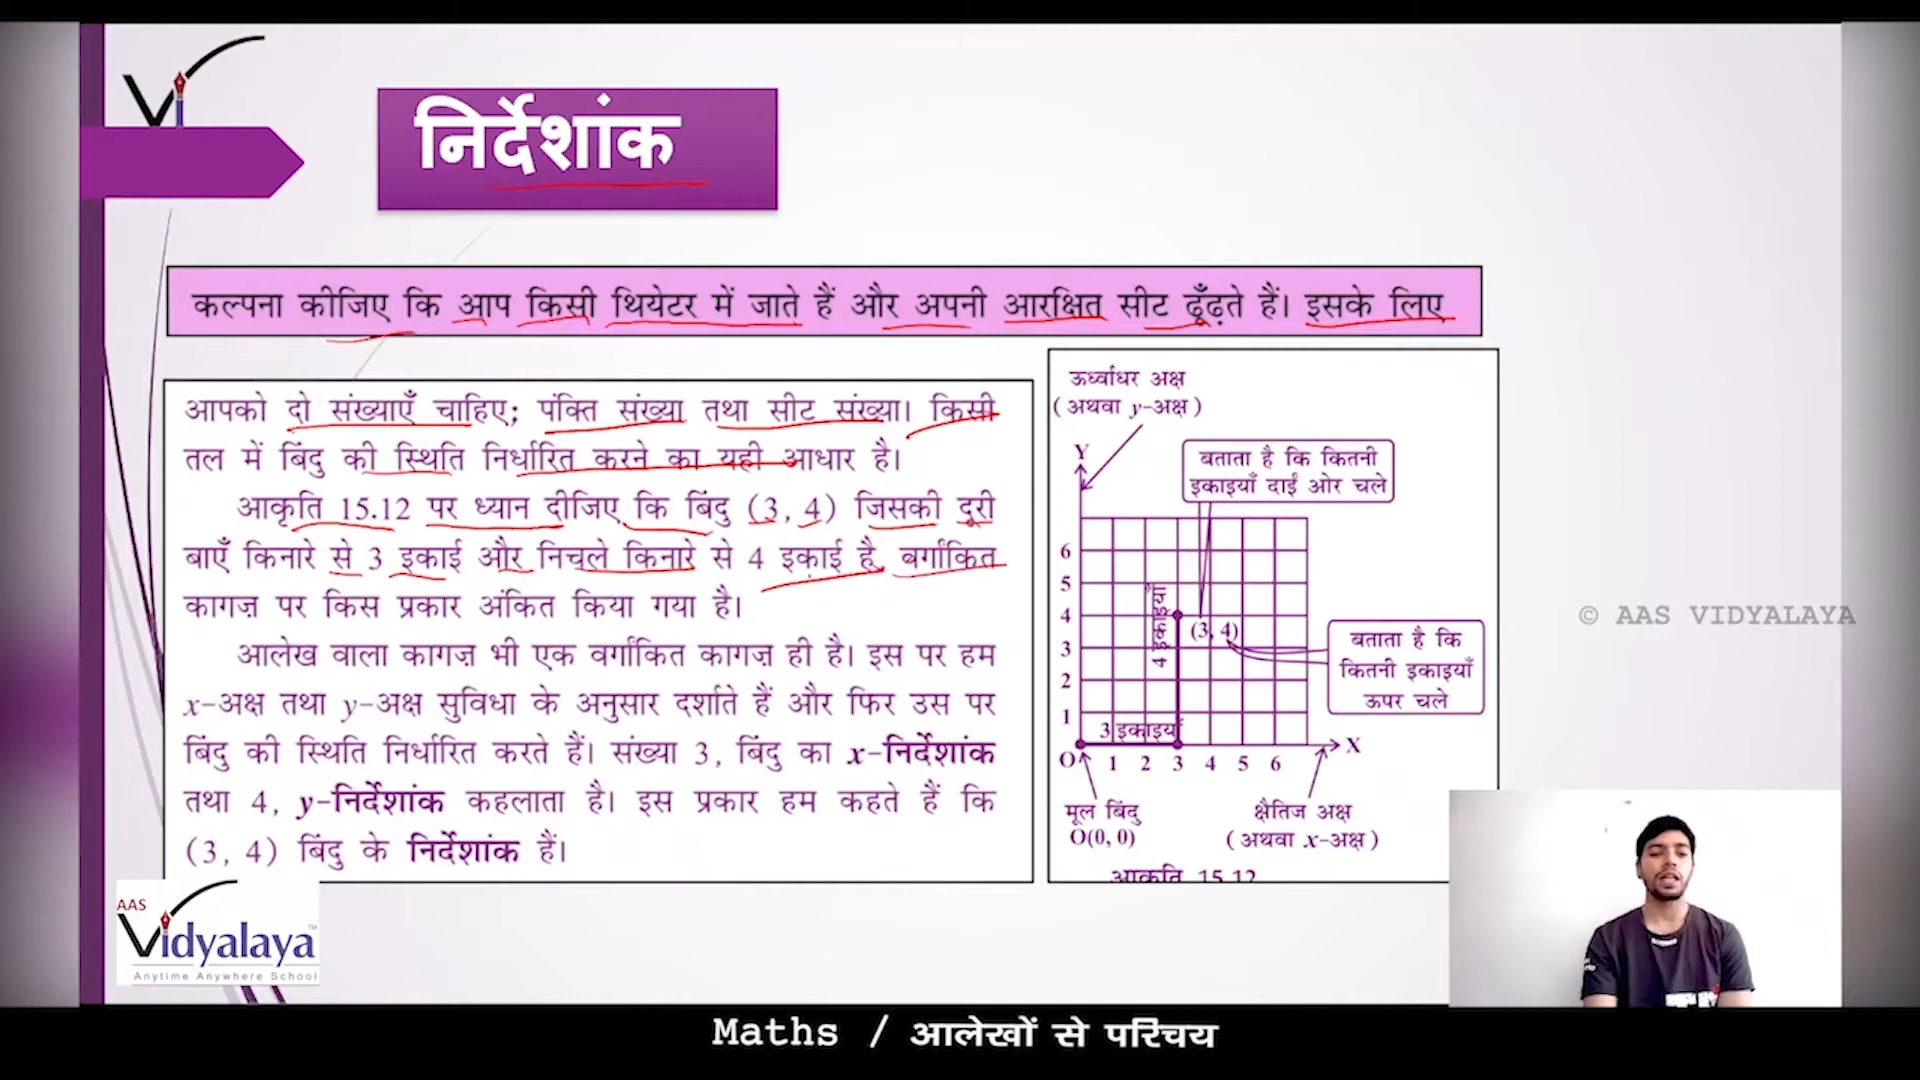 निर्देशांक
कल्पना कीजिए कि आप किसी थियेटर में जाते हैं और अपनी आरक्षित सीट ढूँढ़ते हैं। इसके लिए
आपको दो संख्याएँ चाहिए; पंक्ति संख्या तथा सीट संख्या। किसी
तल में बिंदु की स्थिति निर्धारित करने का यही आधार है।
आकृति 15.12 पर ध्यान दीजिए कि बिंदु (3, 4) जिसकी दूरी
बाएँ किनारे से 3 इकाई और निचले किनारे से 4 इकाई है, वर्गांकित
कागज़ पर किस प्रकार अंकित किया गया है।
आलेख वाला कागज़ भी एक वर्गांकित कागज़ ही है। इस पर हम
x-अक्ष तथा y-अक्ष सुविधा के अनुसार दर्शाते हैं और फिर उस पर
बिंदु की स्थिति निर्धारित करते हैं। संख्या 3, बिंदु का x-निर्देशांक
तथा 4, y-निर्देशांक कहलाता है। इस प्रकार हम कहते हैं कि
(3, 4) बिंदु के निर्देशांक हैं।
ऊर्ध्वाधर अक्ष
(अथवा y-अक्ष)
Y
बताता है कि कितनी
इकाइयाँ दाईं ओर चले
6
5
4
3
2
1
4 इकाइयाँ
(3, 4)
बताता है कि
कितनी इकाइयाँ
ऊपर चले
3 इकाइयाँ
X
O 1 2 3 4 5 6
मूल बिंदु
O(0, 0)
क्षैतिज अक्ष
(अथवा x-अक्ष)
आकृति 15.12
© AAS VIDYALAYA
AAS
Vidyalaya
TM
Anytime Anywhere School
Maths / आलेखों से परिचय